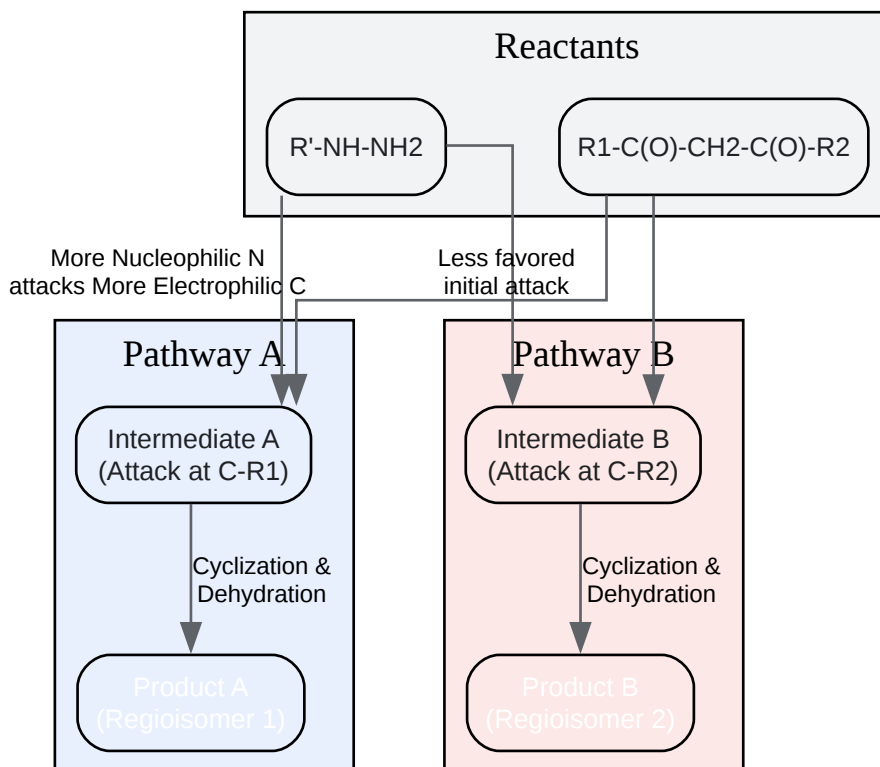 Reactants
R'-NH-NH2
R1-C(O)-CH2-C(O)-R2
More Nucleophilic N
attacks More Electrophilic C
Less favored
initial attack
Pathway A
Pathway B
Intermediate A
(Attack at C-R1)
Intermediate B
(Attack at C-R2)
Cyclization &
Dehydration
Cyclization &
Dehydration
Product A
(Regioisomer 1)
Product B
(Regioisomer 2)